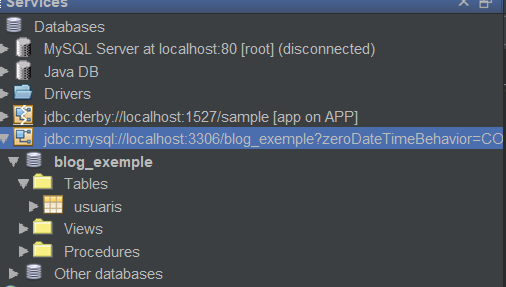 Services
Databases
MySQL Server at localhost:80 [root] (disconnected)
Java DB
Drivers
jdbc:derby://localhost:1527/sample [app on APP]
jdbc:mysql://localhost:3306/blog_exemple?zeroDateTimeBehavior=CO
blog_exemple
Tables
usuaris
Views
Procedures
Other databases